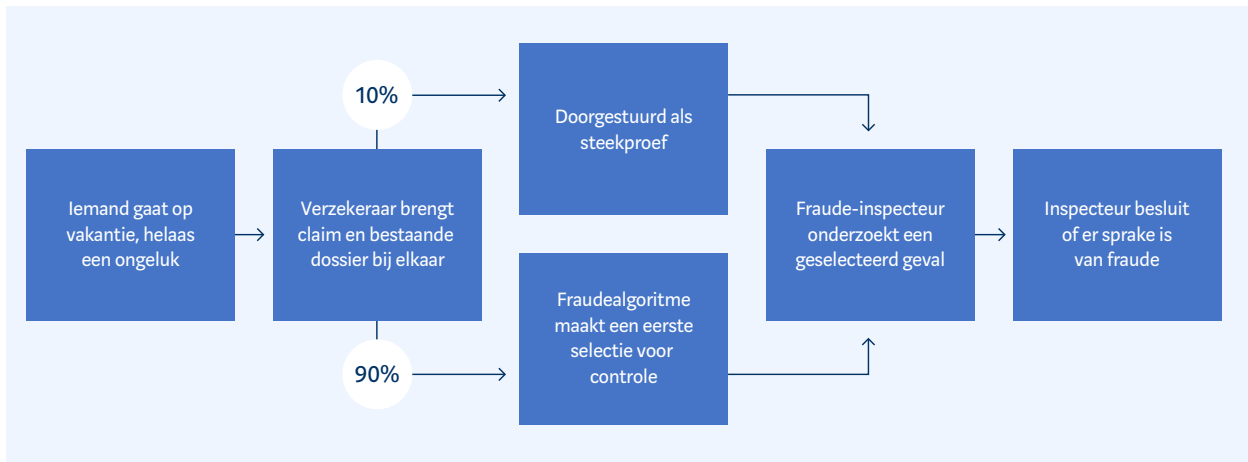 Iemand gaat op
vakantie, helaas
een ongeluk
Verzekeraar brengt
claim en bestaande
dossier bij elkaar
10%
Doorgestuurd als
steekproef
90%
Fraudealgoritme
maakt een eerste
selectie voor
controle
Fraude-inspecteur
onderzoekt een
geselecteerd geval
Inspecteur besluit
of er sprake is
van fraude